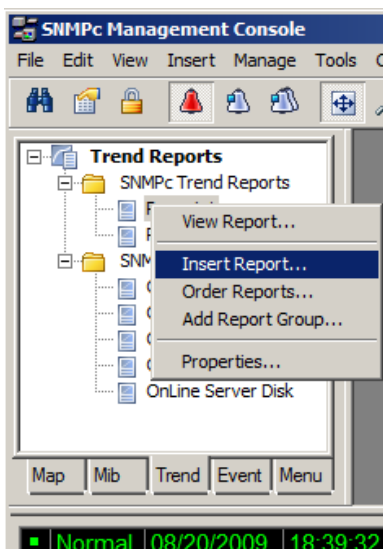 SNMPc Management Console
File Edit View Insert Manage Tools
Trend Reports
SNMPc Trend Reports
View Report...
Insert Report...
Order Reports...
Add Report Group...
Properties...
OnLine Server Disk
Map Mib Trend Event Menu
Normal 08/20/2009 18:39:32